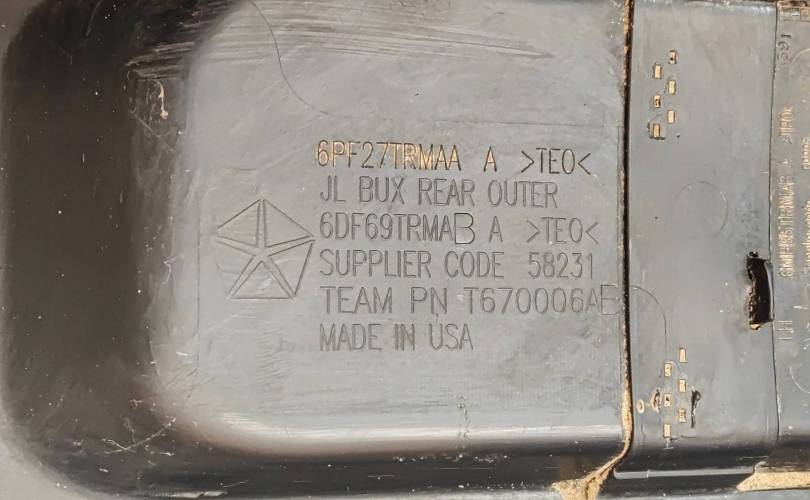 6PF27TRMAA A >TEO<
JL BUX REAR OUTER
6DF69TRMAB A >TEO<
SUPPLIER CODE 58231
TEAM PN T670006AB
MADE IN USA